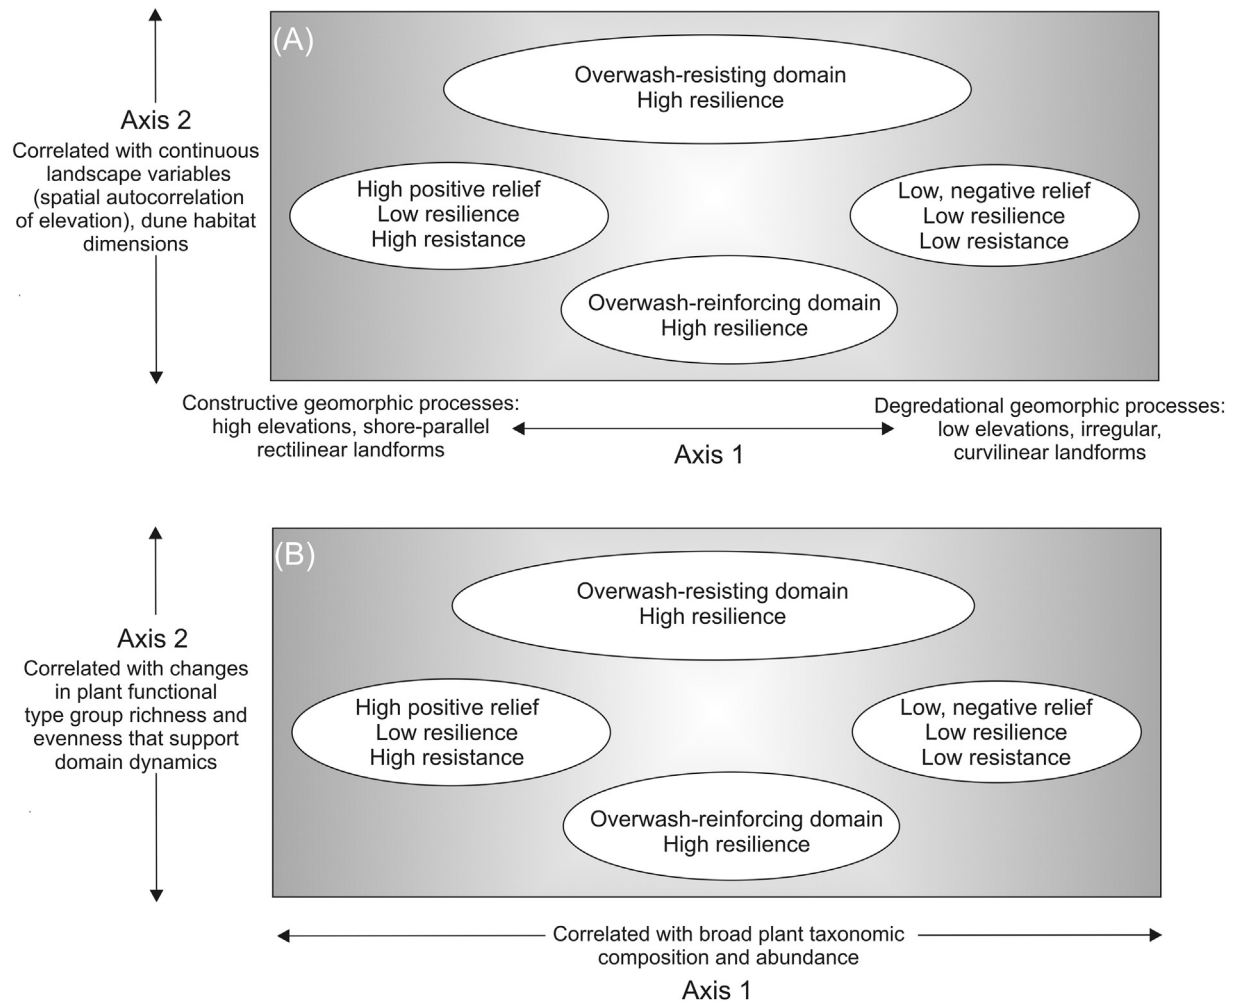 (A)
Overwash-resisting domain
High resilience
Axis 2
Correlated with continuous
landscape variables
(spatial autocorrelation
of elevation), dune habitat
dimensions
High positive relief
Low resilience
High resistance
Low, negative relief
Low resilience
Low resistance
Overwash-reinforcing domain
High resilience
Constructive geomorphic processes:
high elevations, shore-parallel
rectilinear landforms
Axis 1
Degredational geomorphic processes:
low elevations, irregular,
curvilinear landforms
(B)
Overwash-resisting domain
High resilience
Axis 2
Correlated with changes
in plant functional
type group richness and
evenness that support
domain dynamics
High positive relief
Low resilience
High resistance
Low, negative relief
Low resilience
Low resistance
Overwash-reinforcing domain
High resilience
Correlated with broad plant taxonomic
composition and abundance
Axis 1